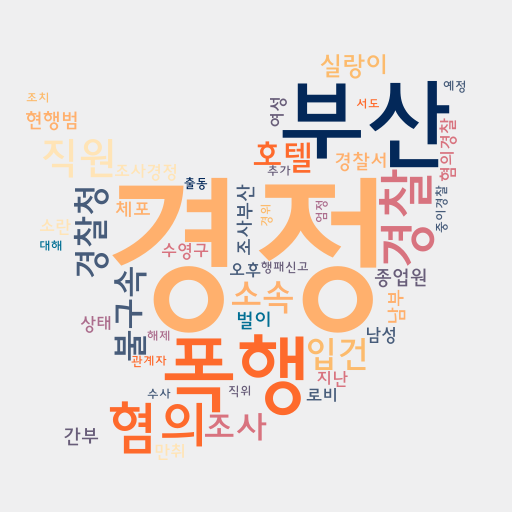 실랑이
예정
조치
현행범
여성
서도
부산
혐의경찰
직원
조사경정
호텔
경찰서
추가
출동
경찰
중이경찰
소란
대해
경찰청
체포
경정
조사부산
경위
엄정
수영구
오후
행패신고
종업원
소속
남부
상태
불구속
해제
벌이
남성
관계자
폭행
입건
지난
수사
직위
로비
간부
혐의
조사
만취